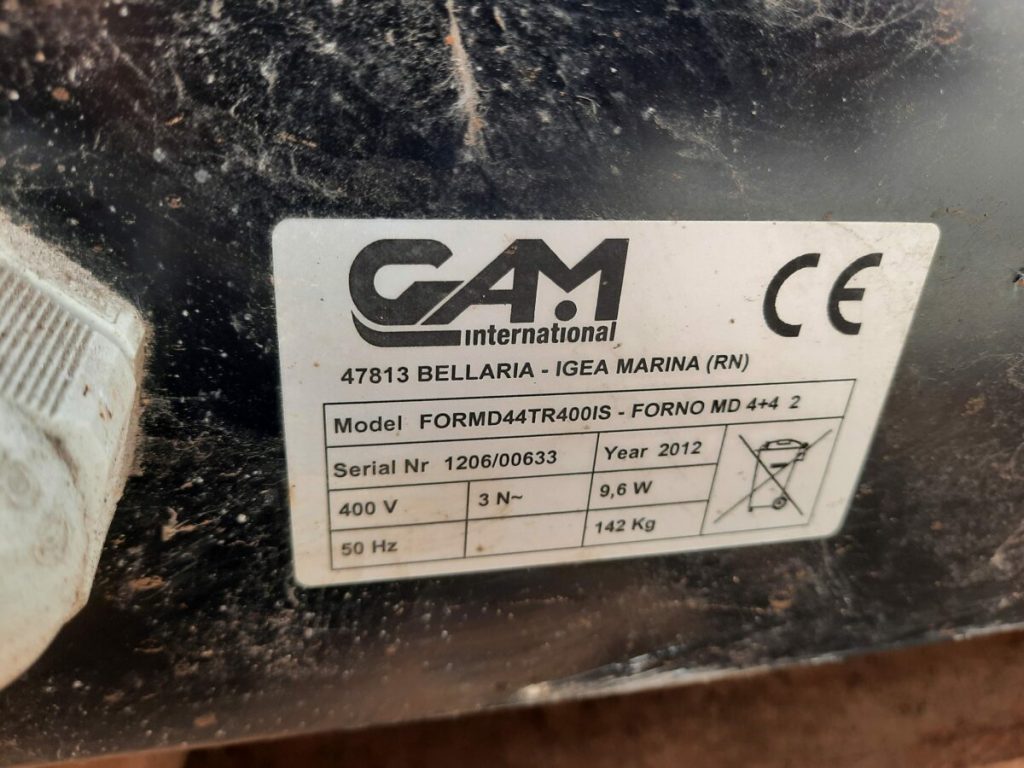 GAM
international
CE
47813 BELLARIA - IGEA MARINA (RN)
Model FORMD44TR400IS - FORNO MD 4+4 2
Serial Nr 1206/00633 Year 2012
400 V 3 N~ 9,6 W
50 Hz 142 Kg